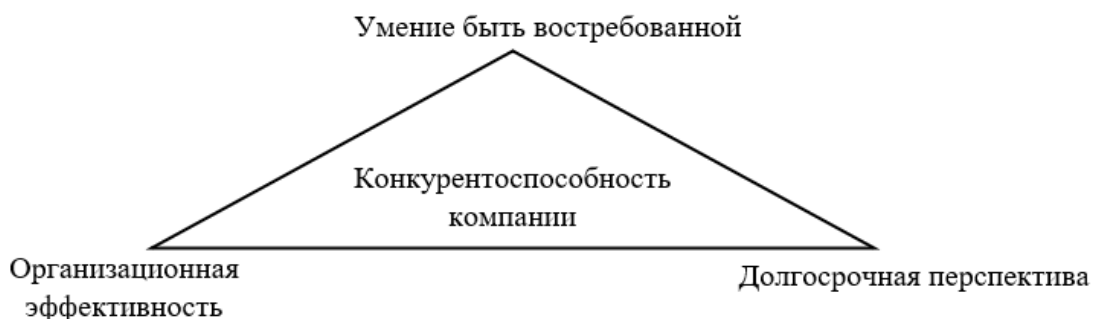 Умение быть востребованной
Конкурентоспособность
компании
Организационная
эффективность
Долгосрочная перспектива